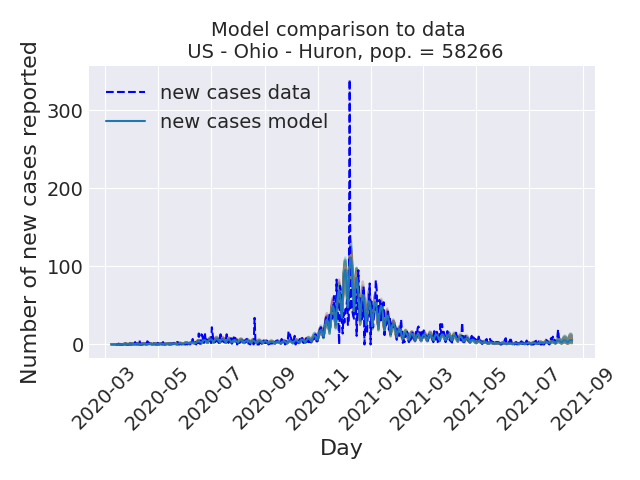 Model comparison to data
US - Ohio - Huron, pop. = 58266
new cases data
new cases model
Number of new cases reported
300
200
100
0
2020-03
2020-05
2020-07
2020-09
2020-11
2021-01
2021-03
2021-05
2021-07
2021-09
Day